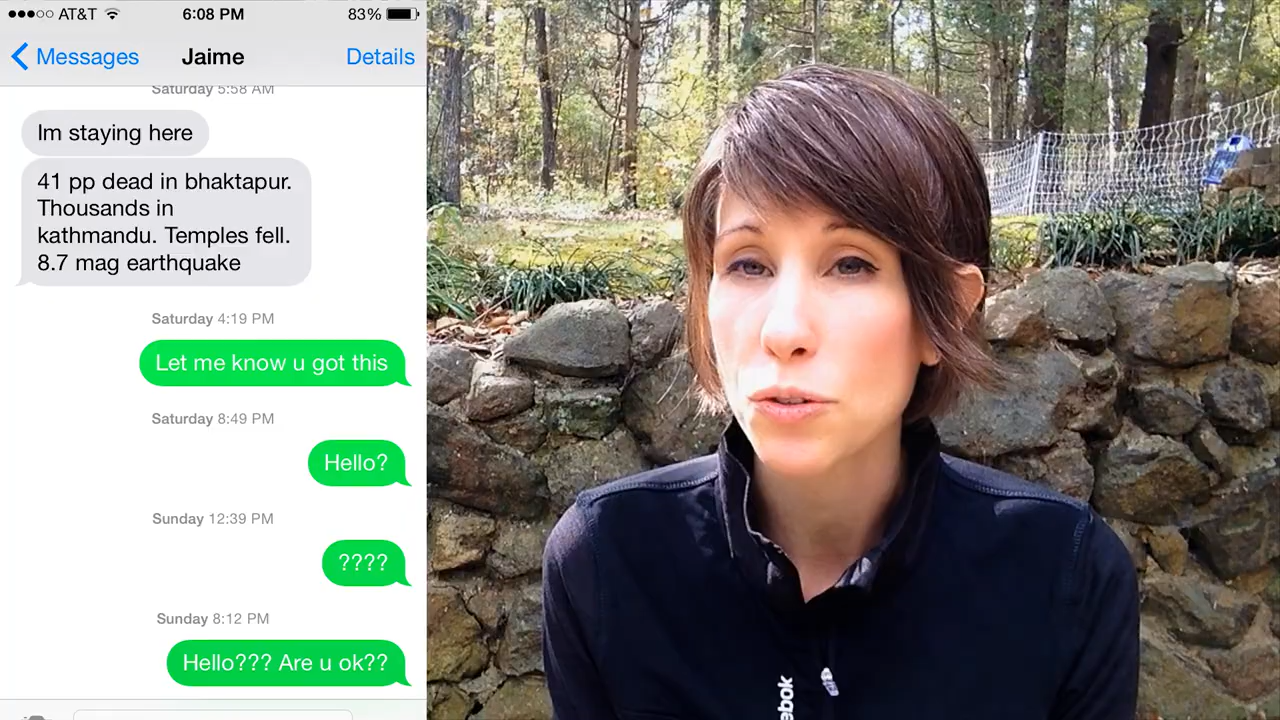 AT&T 6:08 PM 83%
Messages Jaime Details
Saturday 5:58 AM
Im staying here
41 pp dead in bhaktapur.
Thousands in
kathmandu. Temples fell.
8.7 mag earthquake
Saturday 4:19 PM
Let me know u got this
Saturday 8:49 PM
Hello?
Sunday 12:39 PM
????
Sunday 8:12 PM
Hello??? Are u ok??
ebok